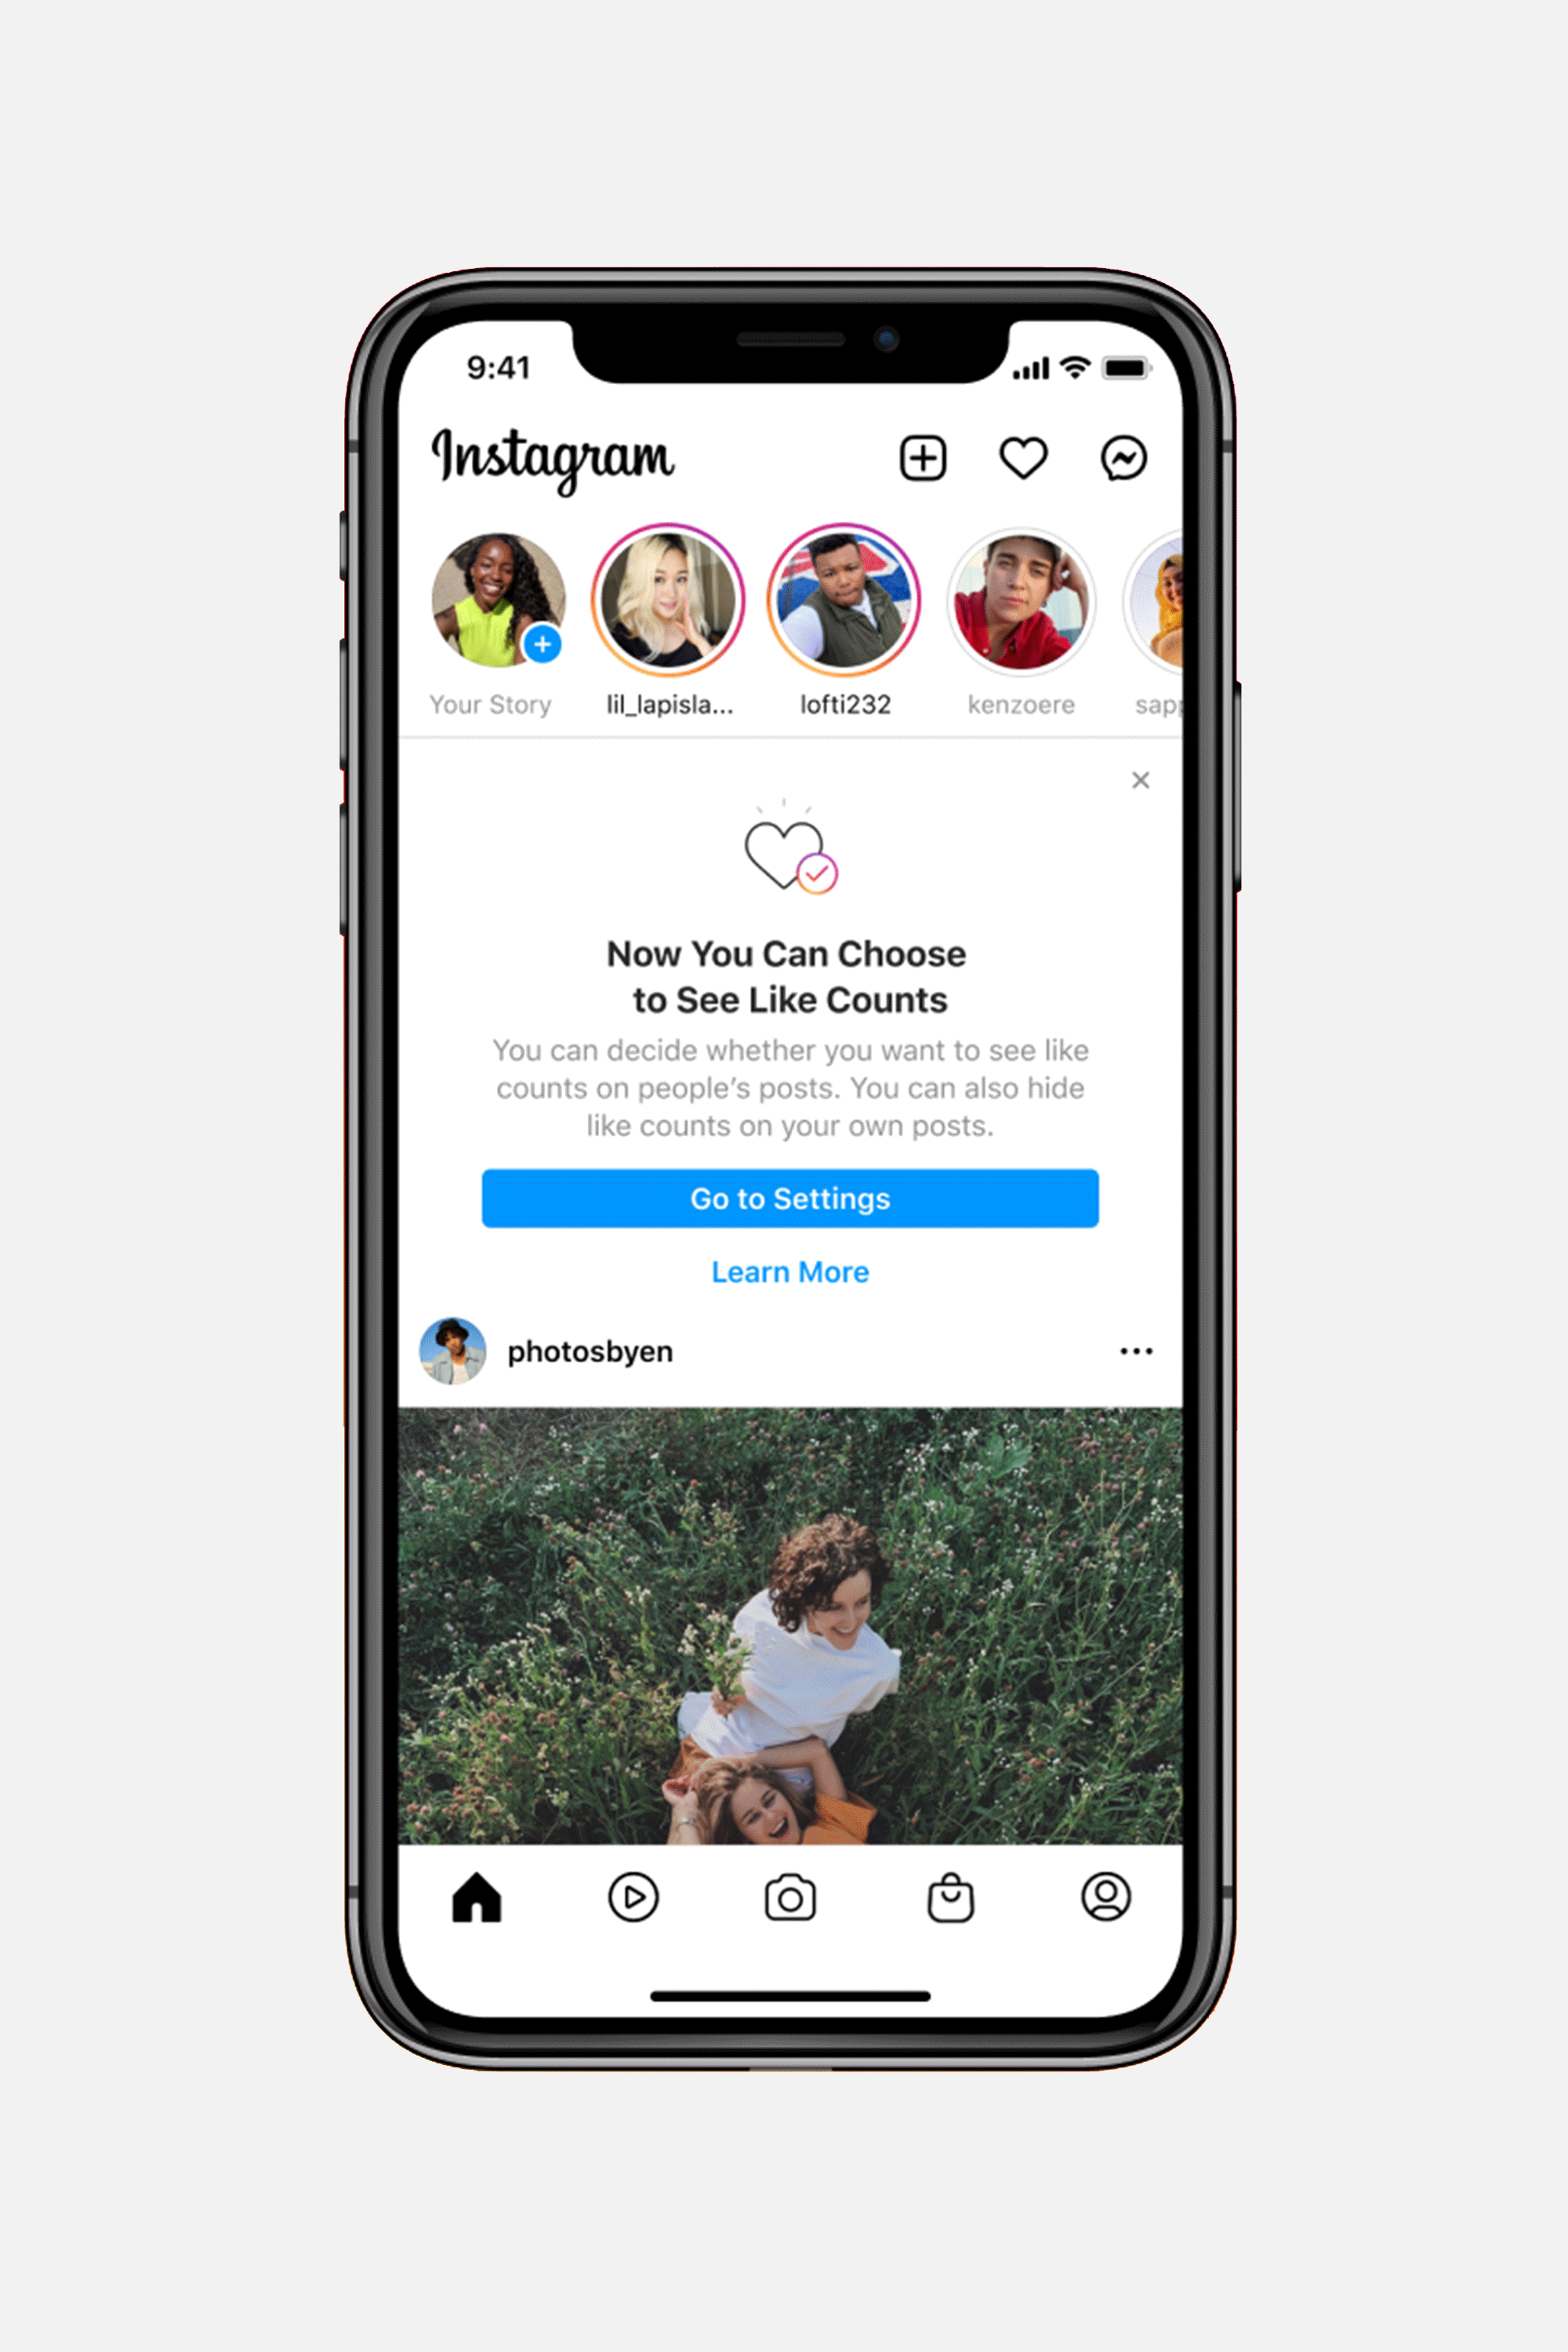 9:41
Instagram
Your Story
lil_lapisla...
lofti232
kenzoere
sapp
Now You Can Choose
to See Like Counts
You can decide whether you want to see like
counts on people’s posts. You can also hide
like counts on your own posts.
Go to Settings
Learn More
photosbyen